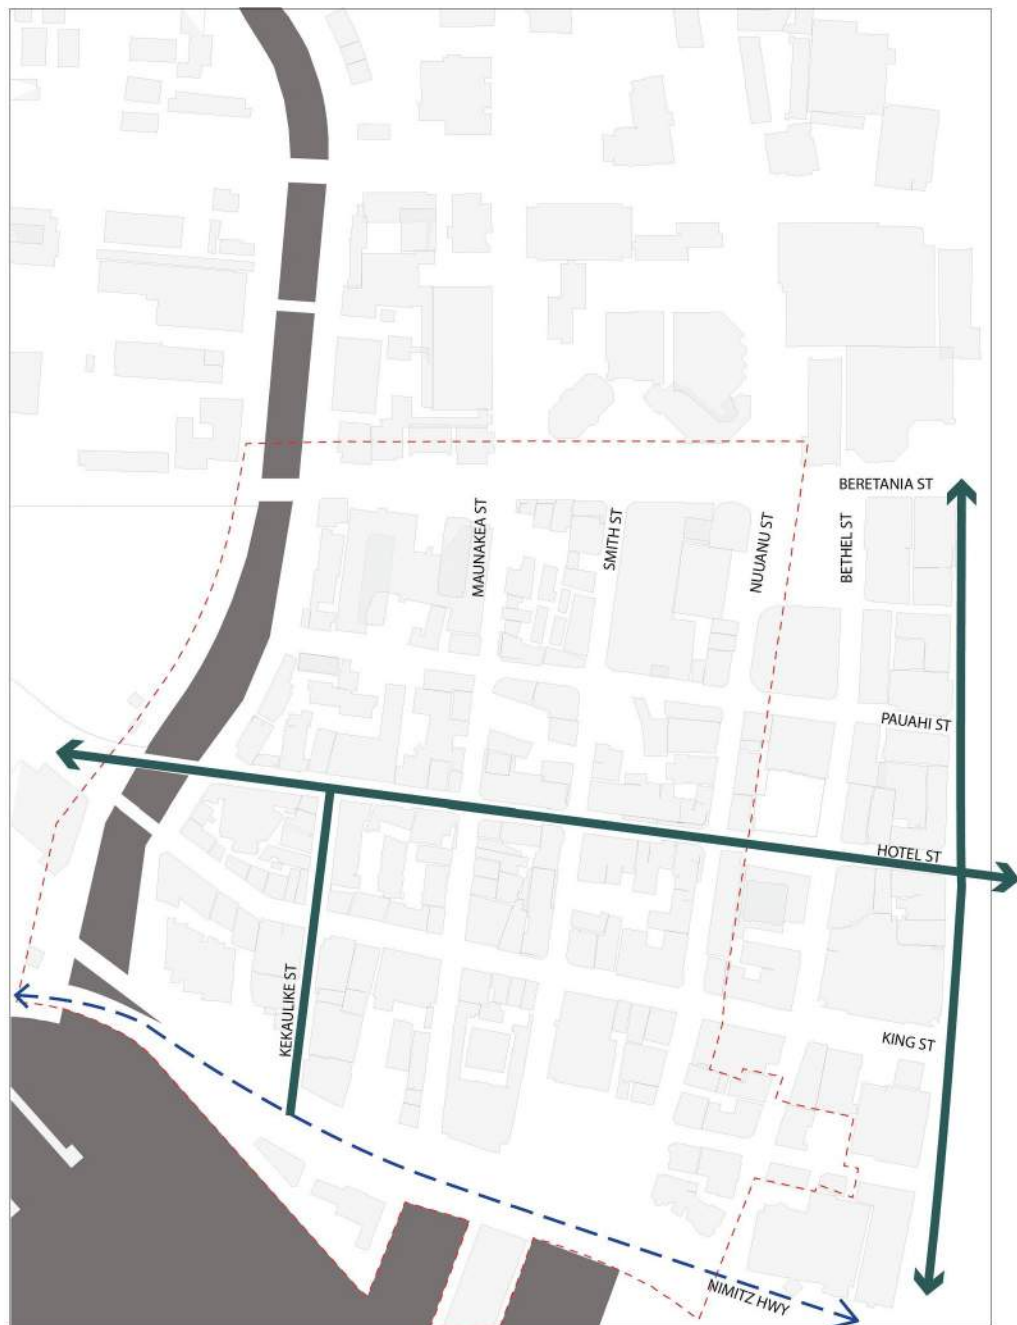 BERETANIA ST
MAUNAKEA ST
SMITH ST
NUUANU ST
BETHEL ST
PAUAHI ST
HOTEL ST
KEKAULIKE ST
KING ST
NIMITZ HWY